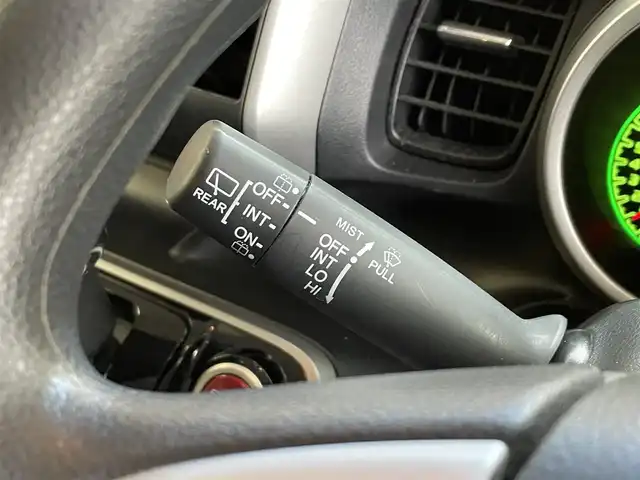 REAR
OFF
INT
ON
MIST
OFF
INT
LO
HI
PULL